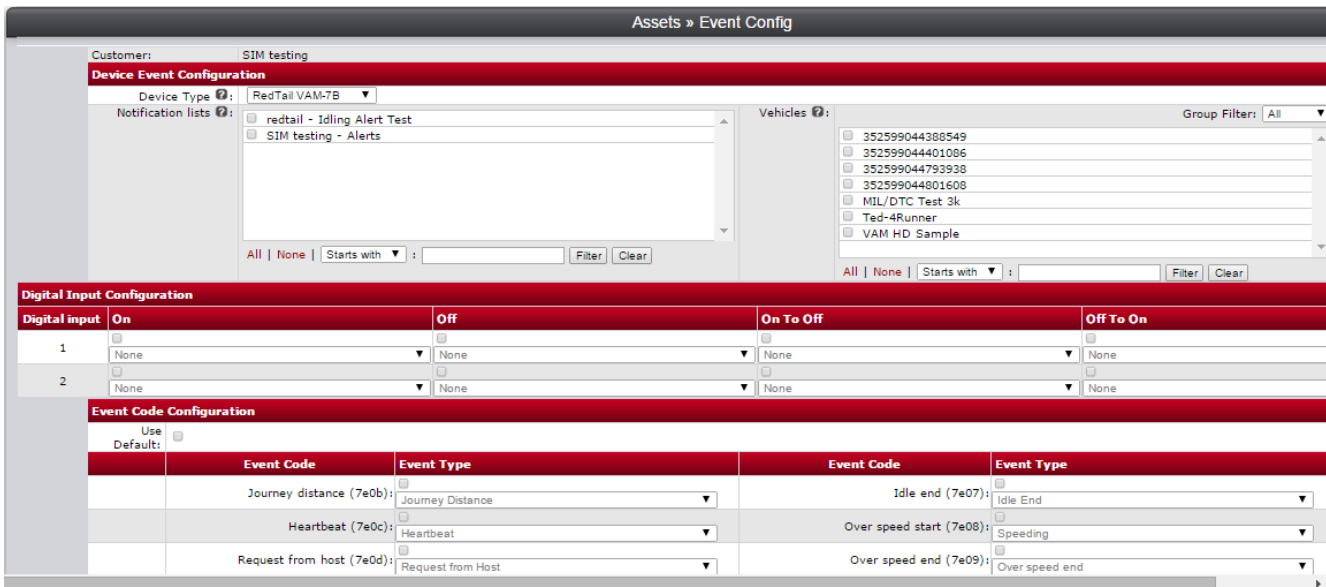 Assets » Event Config
Customer: SIM testing
Device Event Configuration
Device Type ?: RedTail VAM-7B
Notification lists ?:
redtail - Idling Alert Test
SIM testing - Alerts
All | None | Starts with : Filter Clear
Vehicles ?: Group Filter: All
352599044388549
352599044401086
352599044793938
352599044801608
MIL/DTC Test 3k
Ted-4Runner
VAM HD Sample
All | None | Starts with : Filter Clear
Digital Input Configuration
Digital input On Off On To Off Off To On
1 None None None None
2 None None None None
Event Code Configuration
Use
Default:
Event Code Event Type Event Code Event Type
Journey distance (7e0b): Journey Distance Idle end (7e07): Idle End
Heartbeat (7e0c): Heartbeat Over speed start (7e08): Speeding
Request from host (7e0d): Request from Host Over speed end (7e09): Over speed end